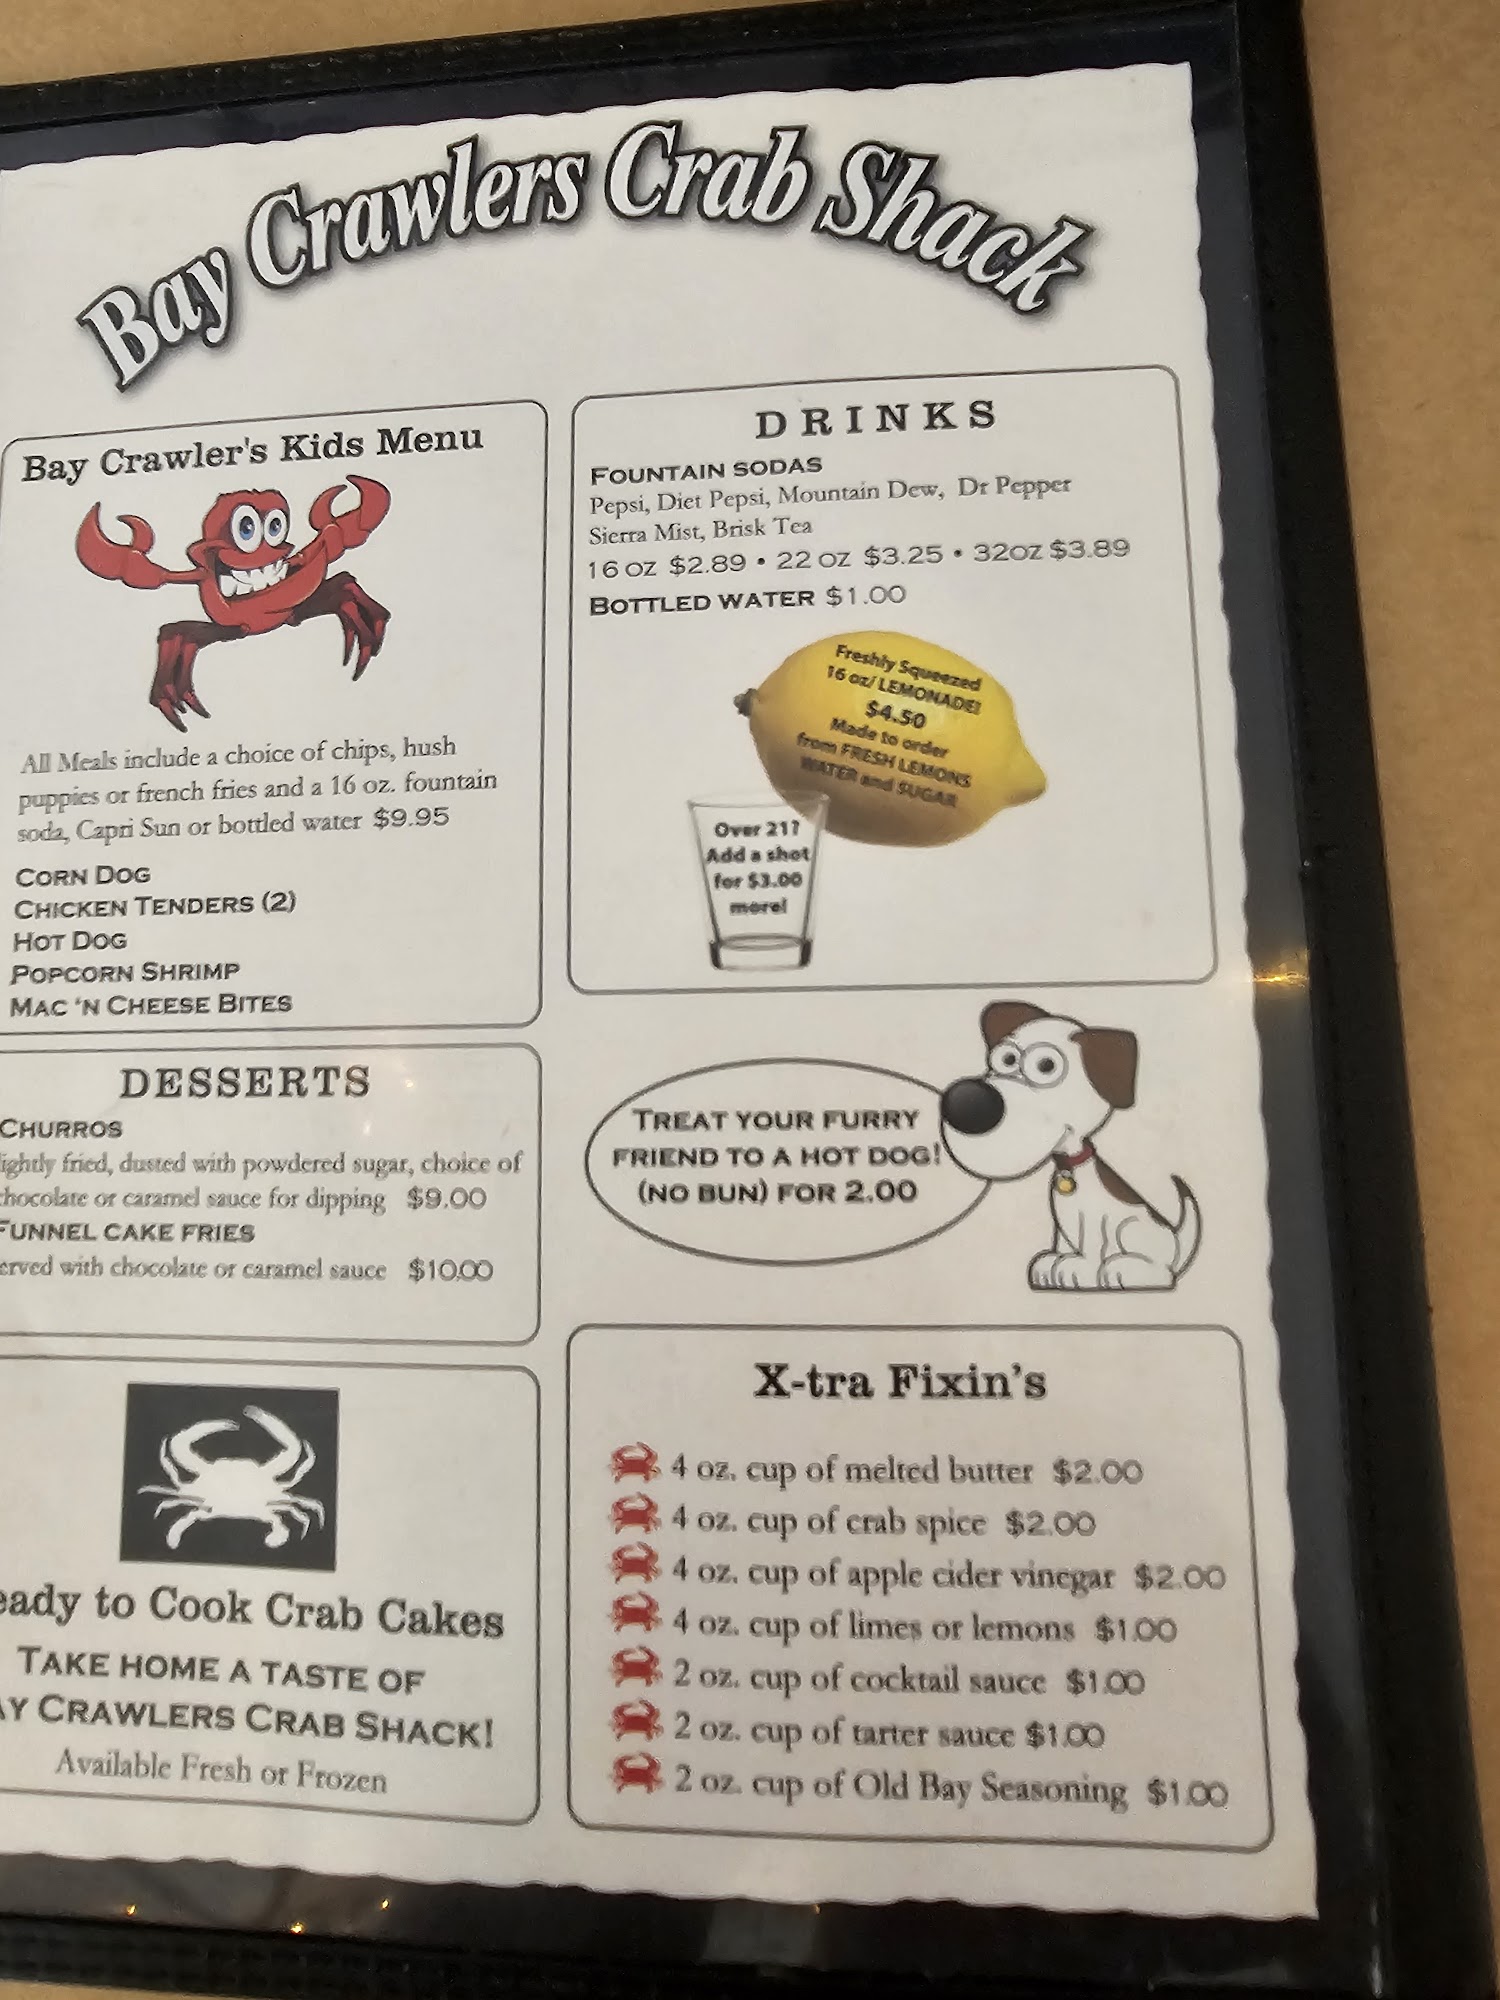 Bay Crawlers Crab Shack
Bay Crawler's Kids Menu
All Meals include a choice of chips, hush
puppies or french fries and a 16 oz. fountain
soda, Capri Sun or bottled water $9.95
CORN DOG
CHICKEN TENDERS (2)
HOT DOG
POPCORN SHRIMP
MAC 'N CHEESE BITES
DESSERTS
CHURROS
ightly fried, dusted with powdered sugar, choice of
hocolate or caramel sauce for dipping $9.00
FUNNEL CAKE FRIES
erved with chocolate or caramel sauce $10.00
eady to Cook Crab Cakes
TAKE HOME A TASTE OF
AY CRAWLERS CRAB SHACK!
Available Fresh or Frozen
DRINKS
FOUNTAIN SODAS
Pepsi, Diet Pepsi, Mountain Dew, Dr Pepper
Sierra Mist, Brisk Tea
16 OZ $2.89 • 22 OZ $3.25 • 32OZ $3.89
BOTTLED WATER $1.00
Freshly Squeezed
16 oz/ LEMONADE!
$4.50
Made to order
from FRESH LEMONS
WATER and SUGAR
Over 21?
Add a shot
for $3.00
more!
TREAT YOUR FURRY
FRIEND TO A HOT DOG!
(NO BUN) FOR 2.00
X-tra Fixin's
4 oz. cup of melted butter $2.00
4 oz. cup of crab spice $2.00
4 oz. cup of apple cider vinegar $2.00
4 oz. cup of limes or lemons $1.00
2 oz. cup of cocktail sauce $1.00
2 oz. cup of tarter sauce $1.00
2 oz. cup of Old Bay Seasoning $1.00